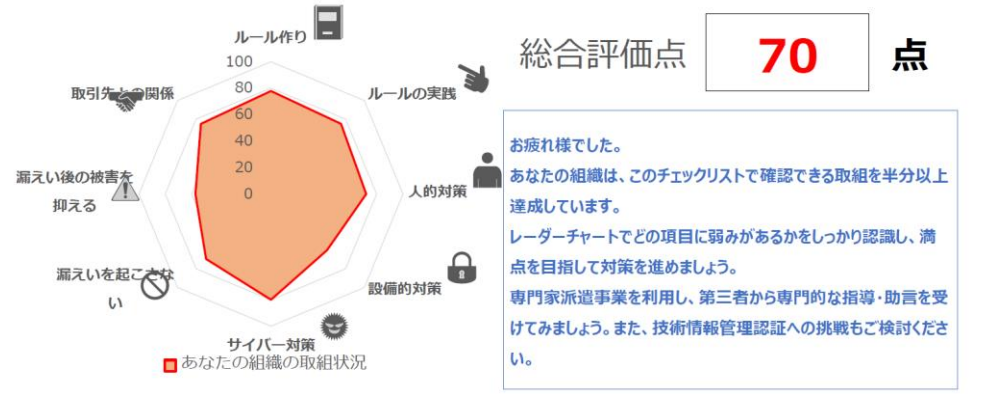 ルール作り
100
80
60
40
20
0
ルールの実践
人的対策
設備的対策
サイバー対策
漏えいを起こさな
い
漏えい後の被害を
抑える
取引先との関係
あなたの組織の取組状況
総合評価点 70 点
お疲れ様でした。
あなたの組織は、このチェックリストで確認できる取組を半分以上
達成しています。
レーダーチャートでどの項目に弱みがあるかをしっかり認識し、満
点を目指して対策を進めましょう。
専門家派遣事業を利用し、第三者から専門的な指導・助言を受
けてみましょう。また、技術情報管理認証への挑戦もご検討くださ
い。